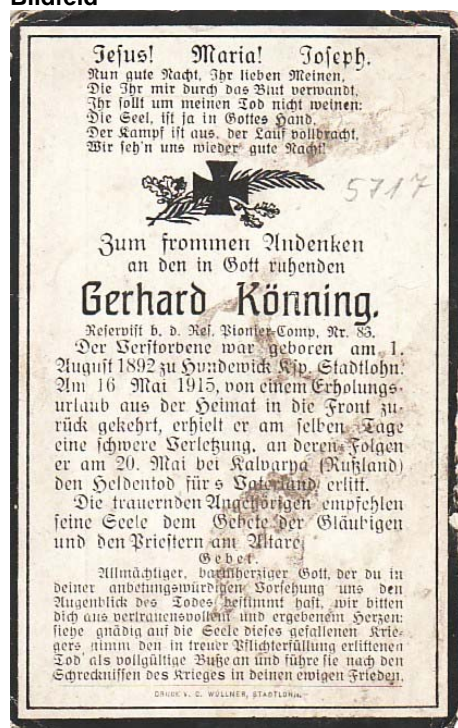 Bildfeld
Jesus! Maria! Joseph.
Nun gute Nacht, Ihr lieben Meinen,
Die Ihr mir durch das Blut verwandt,
Ihr sollt um meinen Tod nicht weinen:
Die Seel, ist ja in Gottes Hand.
Der Kampf ist aus, der Lauf vollbracht,
Wir seh'n uns wieder gute Nacht!
5717
Zum frommen Andenken
an den in Gott ruhenden
Gerhard Könning.
Reservist b. d. Res. Pionier-Comp. Nr. 83.
Der Verstorbene war geboren am 1.
August 1892 zu Hundewick Ksp. Stadtlohn.
Am 16 Mai 1915, von einem Erholungs-
urlaub aus der Heimat in die Front zu-
rück gekehrt, erhielt er am selben Tage
eine schwere Verletzung, an deren Folgen
er am 20. Mai bei Kalvarya (Rußland)
den Heldentod für s Vaterland erlitt.
Die trauernden Angehörigen empfehlen
seine Seele dem Gebete der Gläubigen
und den Priestern am Altare
Gebet.
Allmächtiger, barmherziger Gott, der du in
deiner anbetungswürdigen Vorsehung uns den
Augenblick des Todes bestimmt hast, wir bitten
dich aus vertrauensvollem und ergebenem Herzen:
siehe gnädig auf die Seele dieses gefallenen Krie-
gers nimm den in treuer Pflichterfüllung erlittenen
Tod als vollgültige Buße an und führe sie nach den
Schrecknissen des Krieges in deinen ewigen Frieden.
DRUCK v. C. WÜLLNER, STADTLOHN.